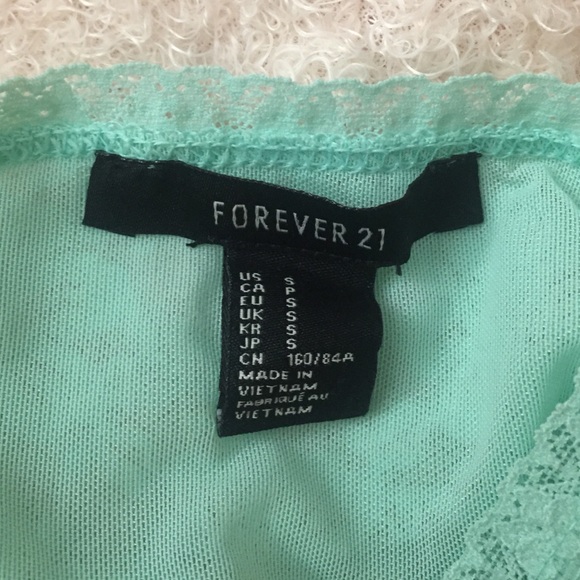 FOREVER 21
US S
CA P
EU S
UK S
KR S
JP S
CN 160/84A
MADE IN
VIETNAM
FABRIQUÉ AU
VIETNAM